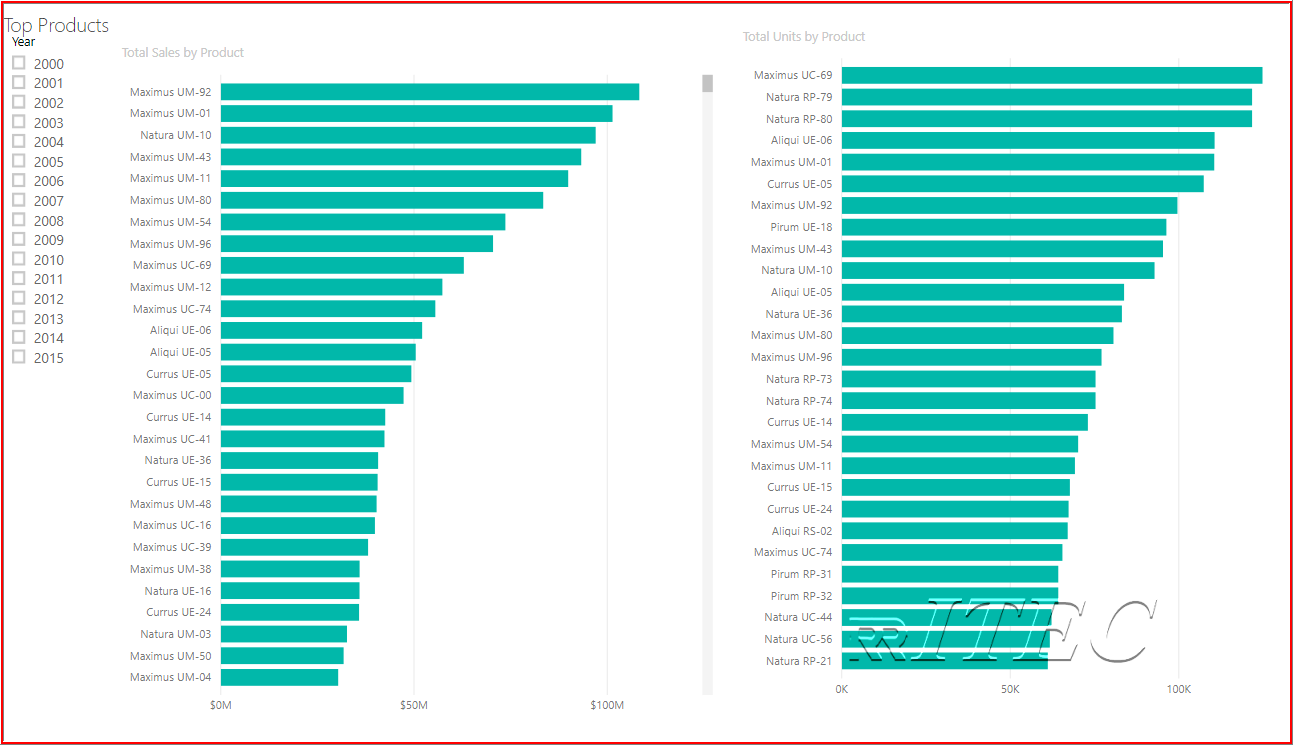 Top Products
Year
2000
2001
2002
2003
2004
2005
2006
2007
2008
2009
2010
2011
2012
2013
2014
2015
Total Sales by Product
Maximus UM-92
Maximus UM-01
Natura UM-10
Maximus UM-43
Maximus UM-11
Maximus UM-80
Maximus UM-54
Maximus UM-96
Maximus UC-69
Maximus UM-12
Maximus UC-74
Aliqui UE-06
Aliqui UE-05
Currus UE-05
Maximus UC-00
Currus UE-14
Maximus UC-41
Natura UE-36
Currus UE-15
Maximus UM-48
Maximus UC-16
Maximus UC-39
Maximus UM-38
Natura UE-16
Currus UE-24
Natura UM-03
Maximus UM-50
Maximus UM-04
$0M $50M $100M
Total Units by Product
Maximus UC-69
Natura RP-79
Natura RP-80
Aliqui UE-06
Maximus UM-01
Currus UE-05
Maximus UM-92
Pirum UE-18
Maximus UM-43
Natura UM-10
Aliqui UE-05
Natura UE-36
Maximus UM-80
Maximus UM-96
Natura RP-73
Natura RP-74
Currus UE-14
Maximus UM-54
Maximus UM-11
Currus UE-15
Currus UE-24
Aliqui RS-02
Maximus UC-74
Pirum RP-31
Pirum RP-32
Natura UC-44
Natura UC-56
Natura RP-21
0K 50K 100K
RRITEC